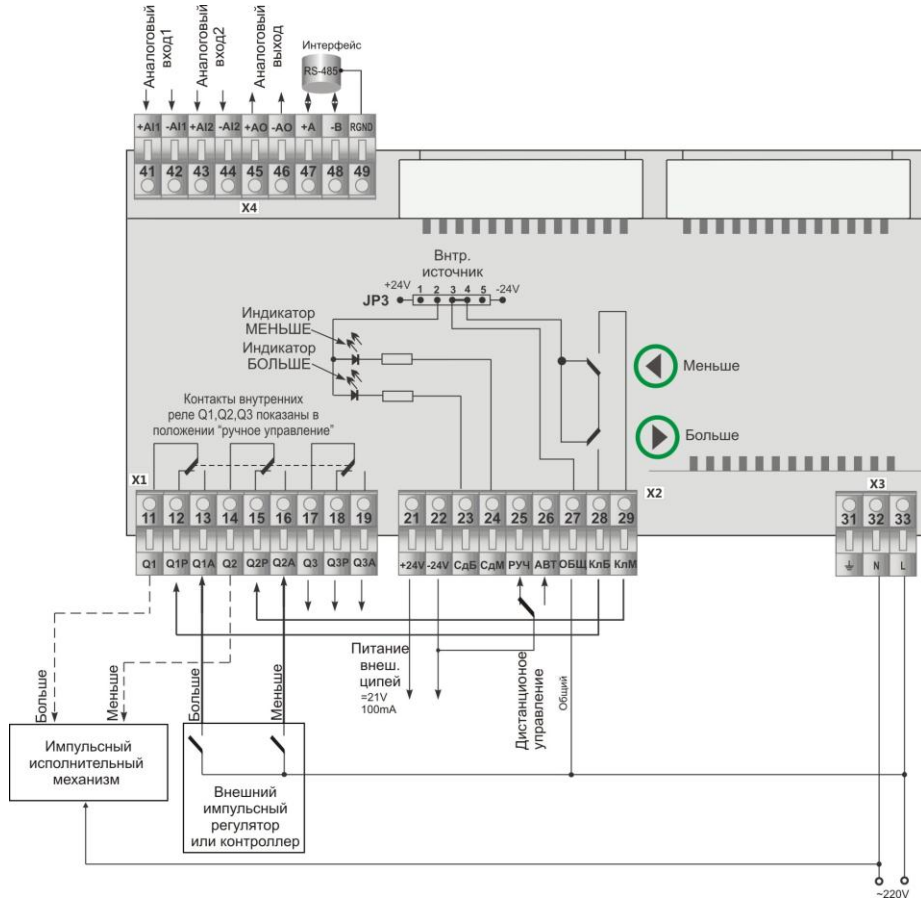 Аналоговый
вход1
Аналоговый
вход2
Аналоговый
выход
Интерфейс
RS-485
+AI1 -AI1 +AI2 -AI2 +AO -AO +A -B RGND
41 42 43 44 45 46 47 48 49
X4
Внтр.
источник
+24V 1 2 3 4 5 -24V
JP3
Индикатор
МЕНЬШЕ
Индикатор
БОЛЬШЕ
Меньше
Больше
Контакты внутренних
реле Q1,Q2,Q3 показаны в
положении “ручное управление”
X1
X2
X3
11 12 13 14 15 16 17 18 19
21 22 23 24 25 26 27 28 29
31 32 33
Q1 Q1P Q1A Q2 Q2P Q2A Q3 Q3P Q3A
+24V -24V СдБ СдМ РУЧ АВТ ОБЩ КлБ КлМ
N L
Питание
внеш.
ципей
=21V
100mA
Дистанционое
управление
Общий
Больше
Меньше
Больше
Меньше
Импульсный
исполнительный
механизм
Внешний
импульсный
регулятор
или контроллер
~220V